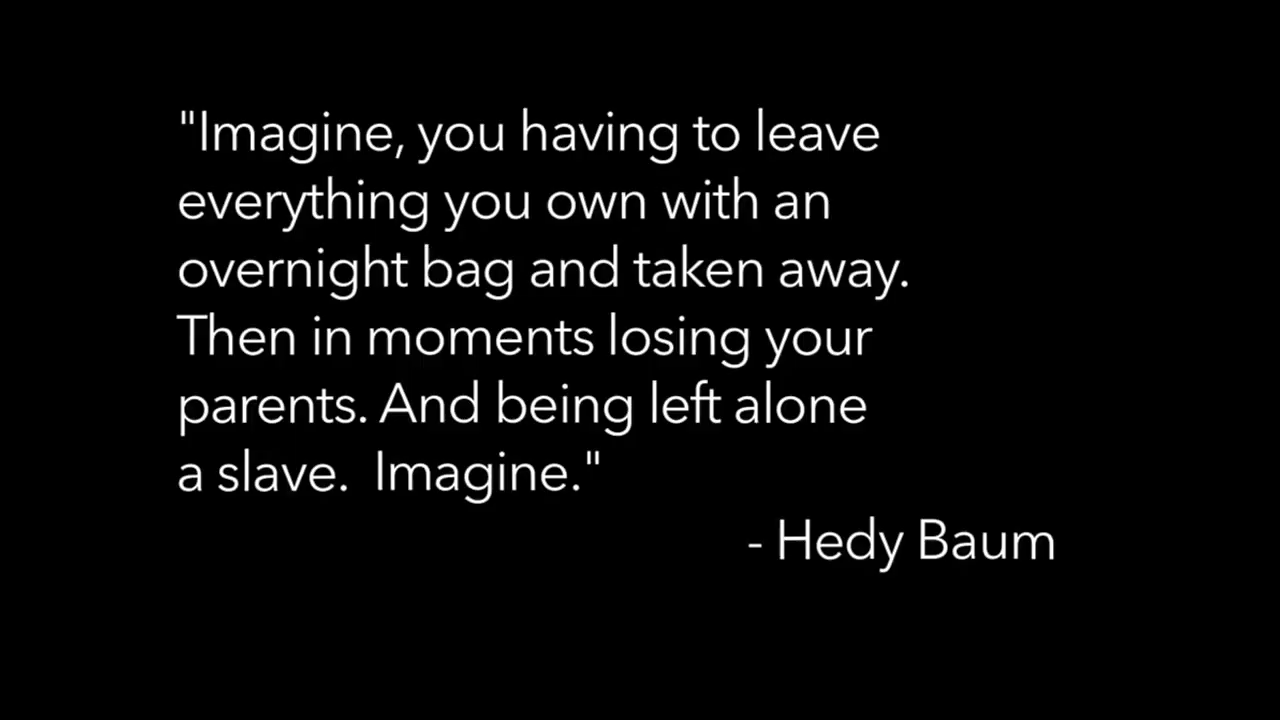 "Imagine, you having to leave
everything you own with an
overnight bag and taken away.
Then in moments losing your
parents. And being left alone
a slave.  Imagine."
- Hedy Baum